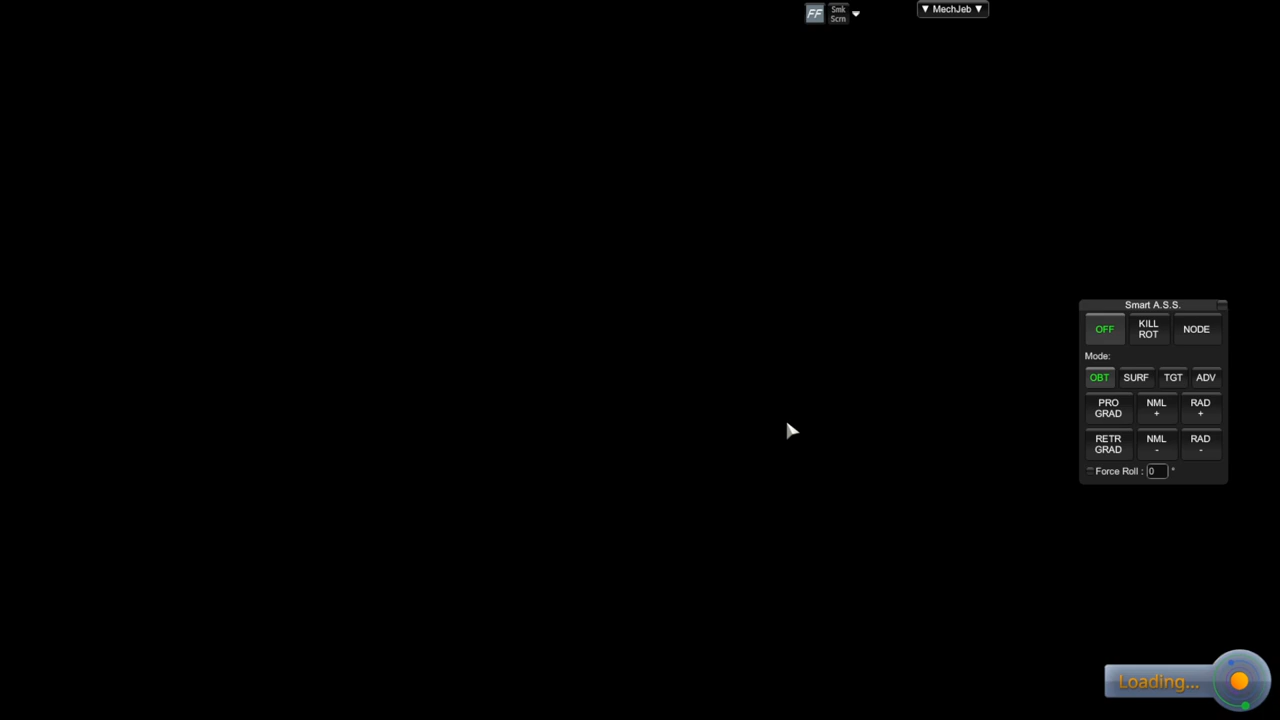 FF
Smk
Scrn
▼ MechJeb ▼
Smart A.S.S.
OFF
KILL
ROT
NODE
Mode:
OBT SURF TGT ADV
PRO
GRAD
NML
+
RAD
+
RETR
GRAD
NML
-
RAD
-
Force Roll : 0 °
Loading...